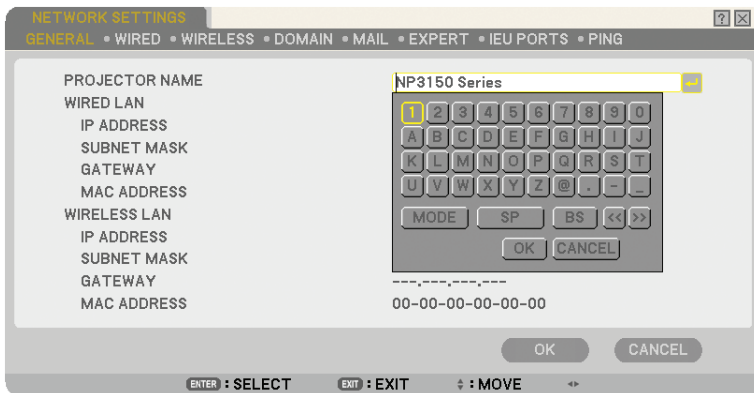 NETWORK SETTINGS ? ×
GENERAL • WIRED • WIRELESS • DOMAIN • MAIL • EXPERT • IEU PORTS • PING
PROJECTOR NAME NP3150 Series
WIRED LAN
IP ADDRESS
SUBNET MASK
GATEWAY
MAC ADDRESS
WIRELESS LAN
IP ADDRESS
SUBNET MASK
GATEWAY ---.---.---.---
MAC ADDRESS 00-00-00-00-00-00
1 2 3 4 5 6 7 8 9 0
A B C D E F G H I J
K L M N O P Q R S T
U V W X Y Z @ . - _
MODE SP BS << >>
OK CANCEL
OK CANCEL
ENTER : SELECT EXIT : EXIT : MOVE